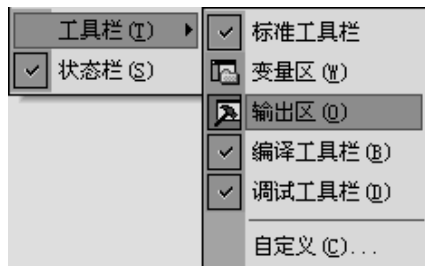 工具栏(T)
状态栏(S)
标准工具栏
变量区(W)
输出区(O)
编译工具栏(B)
调试工具栏(D)
自定义(C)...